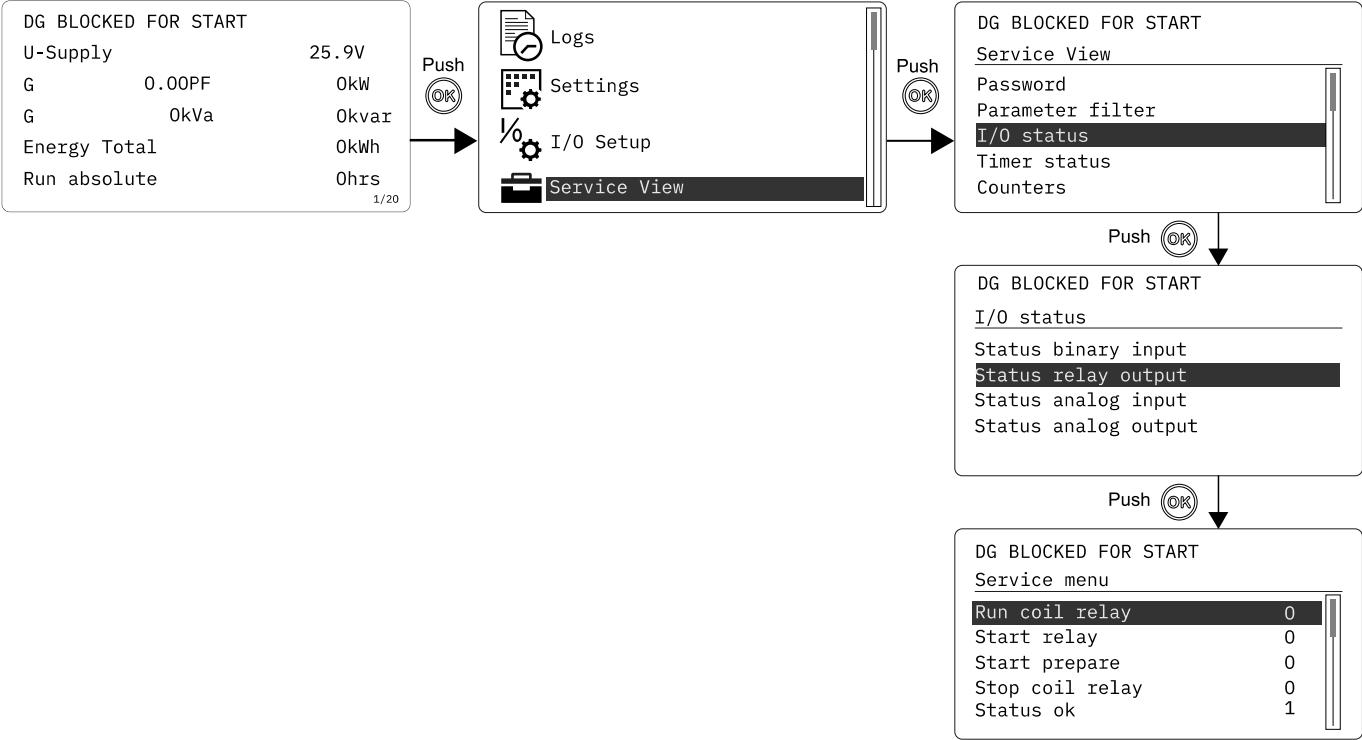 DG BLOCKED FOR START
U-Supply 25.9V
G 0.00PF 0kW
G 0kVa 0kvar
Energy Total 0kWh
Run absolute 0hrs
1/20
Push
OK
Logs
Settings
I/O Setup
Service View
Push
OK
DG BLOCKED FOR START
Service View
Password
Parameter filter
I/O status
Timer status
Counters
Push OK
DG BLOCKED FOR START
I/O status
Status binary input
Status relay output
Status analog input
Status analog output
Push OK
DG BLOCKED FOR START
Service menu
Run coil relay 0
Start relay 0
Start prepare 0
Stop coil relay 0
Status ok 1